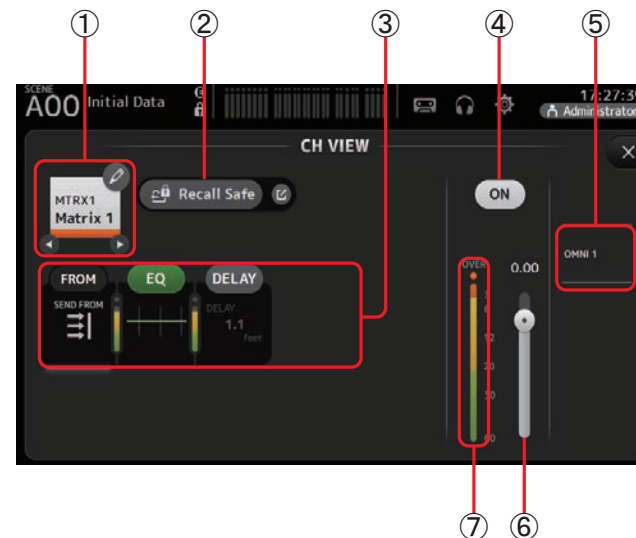 ① ② ③ ④ ⑤
SCENE
A00 Initial Data
17:27:39
Administrator
CH VIEW
MTRX1
Matrix 1
Recall Safe
ON
OMNI 1
FROM EQ DELAY
SEND FROM
DELAY
1.1
feet
OVER
0.00
6
12
20
30
60
⑦ ⑥